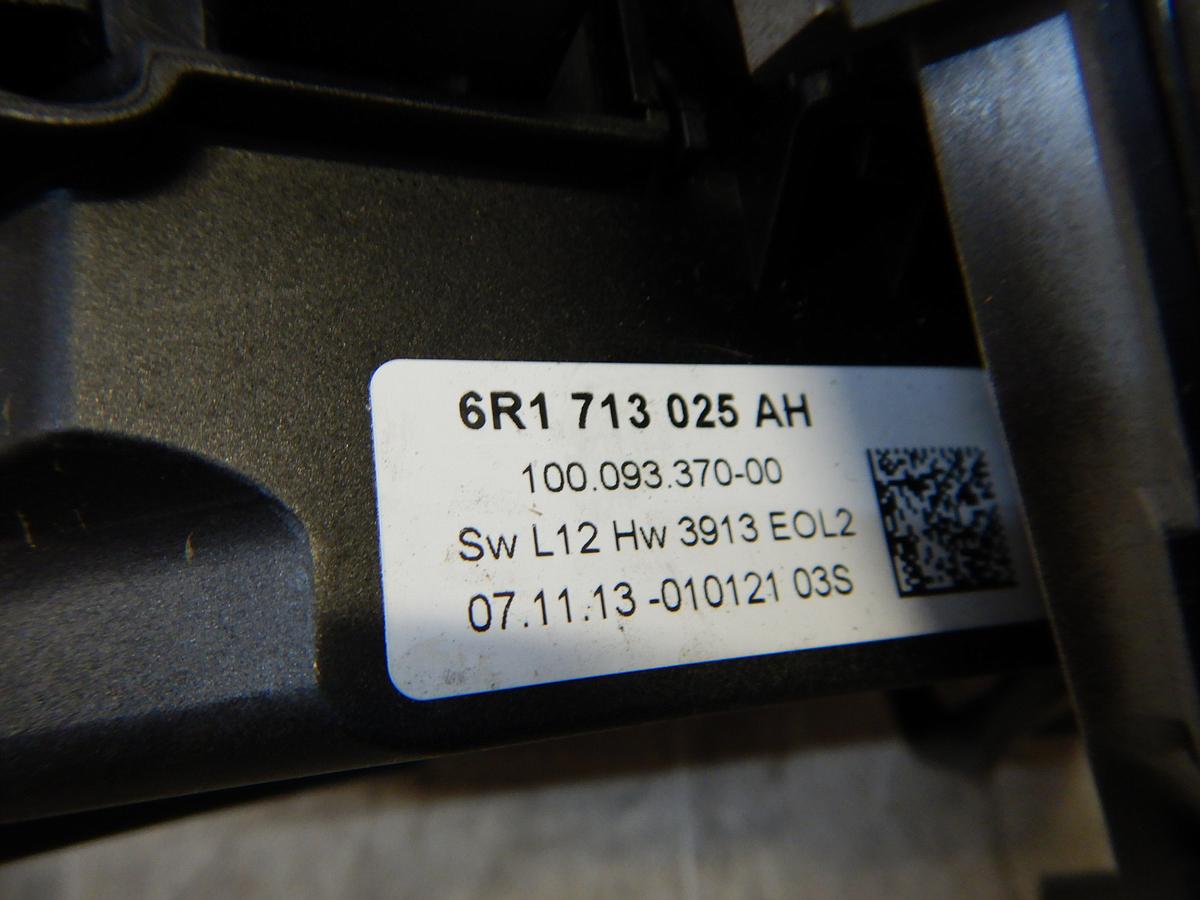 6R1 713 025 AH
100.093.370-00
Sw L12 Hw 3913 EOL2
07.11.13 -010121 03S